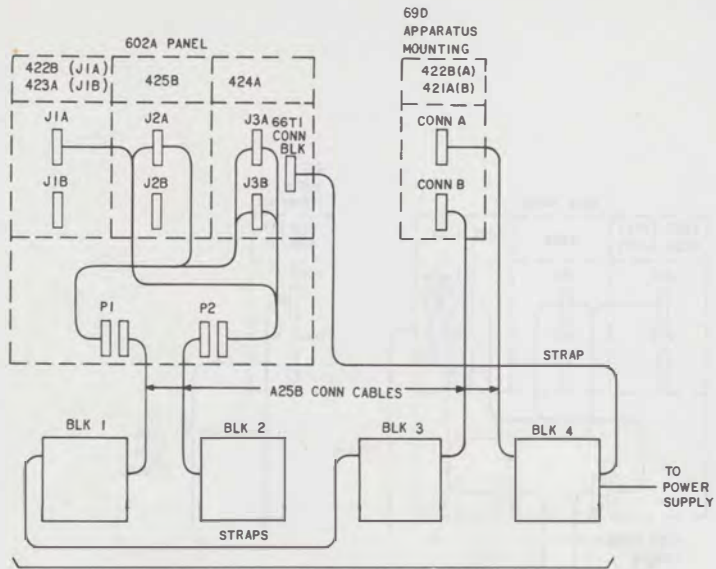 69D
APPARATUS
MOUNTING
602A PANEL
422B (J1A)
423A (J1B)
425B
424A
422B(A)
421A(B)
J1A
J2A
J3A
66T1
CONN
BLK
CONN A
J1B
J2B
J3B
CONN B
P1
P2
STRAP
A25B CONN CABLES
BLK 1
BLK 2
BLK 3
BLK 4
TO
POWER
SUPPLY
STRAPS